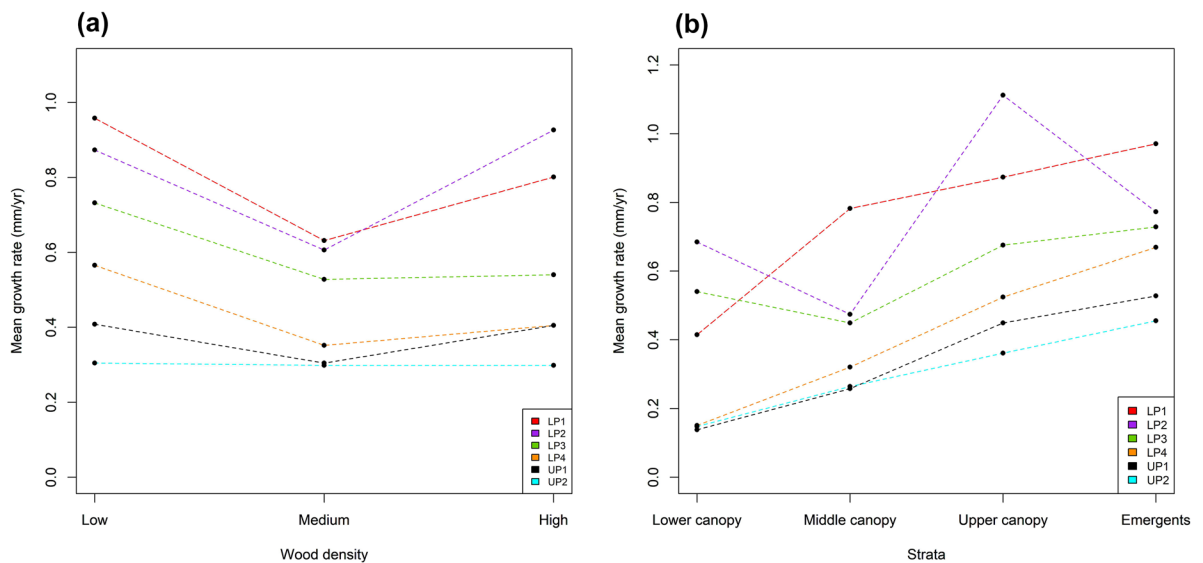 (a)
Mean growth rate (mm/yr)
1.0
0.8
0.6
0.4
0.2
0.0
Low Medium High
Wood density
LP1
LP2
LP3
LP4
UP1
UP2
(b)
Mean growth rate (mm/yr)
1.2
1.0
0.8
0.6
0.4
0.2
0.0
Lower canopy Middle canopy Upper canopy Emergents
Strata
LP1
LP2
LP3
LP4
UP1
UP2